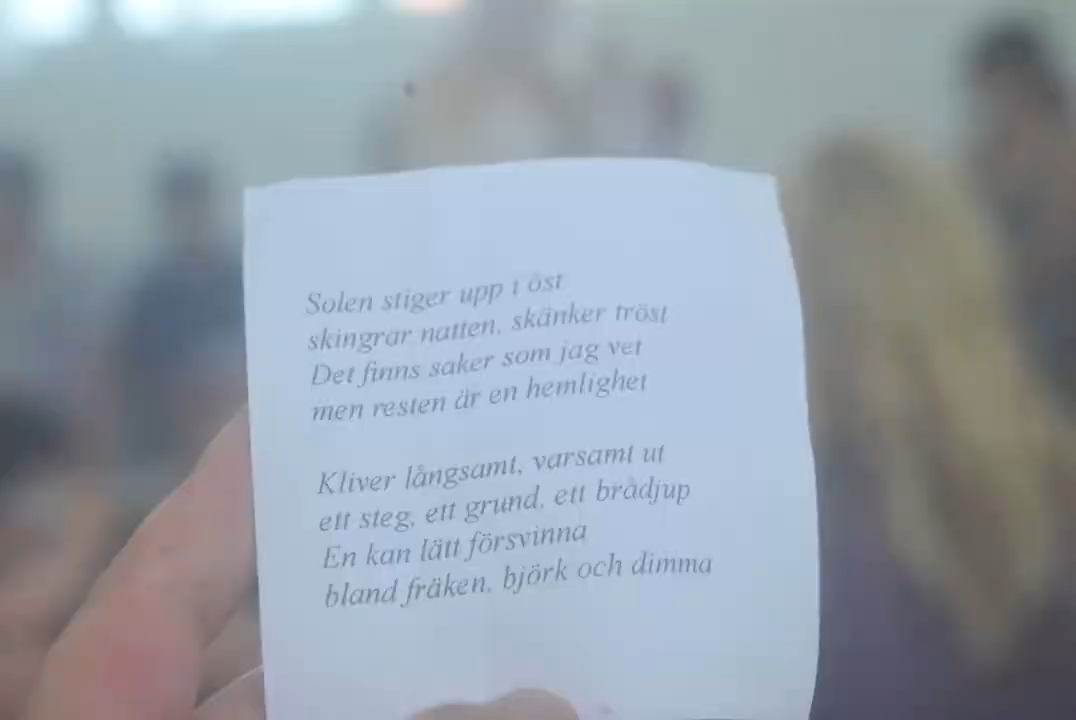 Solen stiger upp i öst
skingrar natten, skänker tröst
Det finns saker som jag vet
men resten är en hemlighet
Kliver långsamt, varsamt ut
ett steg, ett grund, ett brådjup
En kan lätt försvinna
bland fräken, björk och dimma